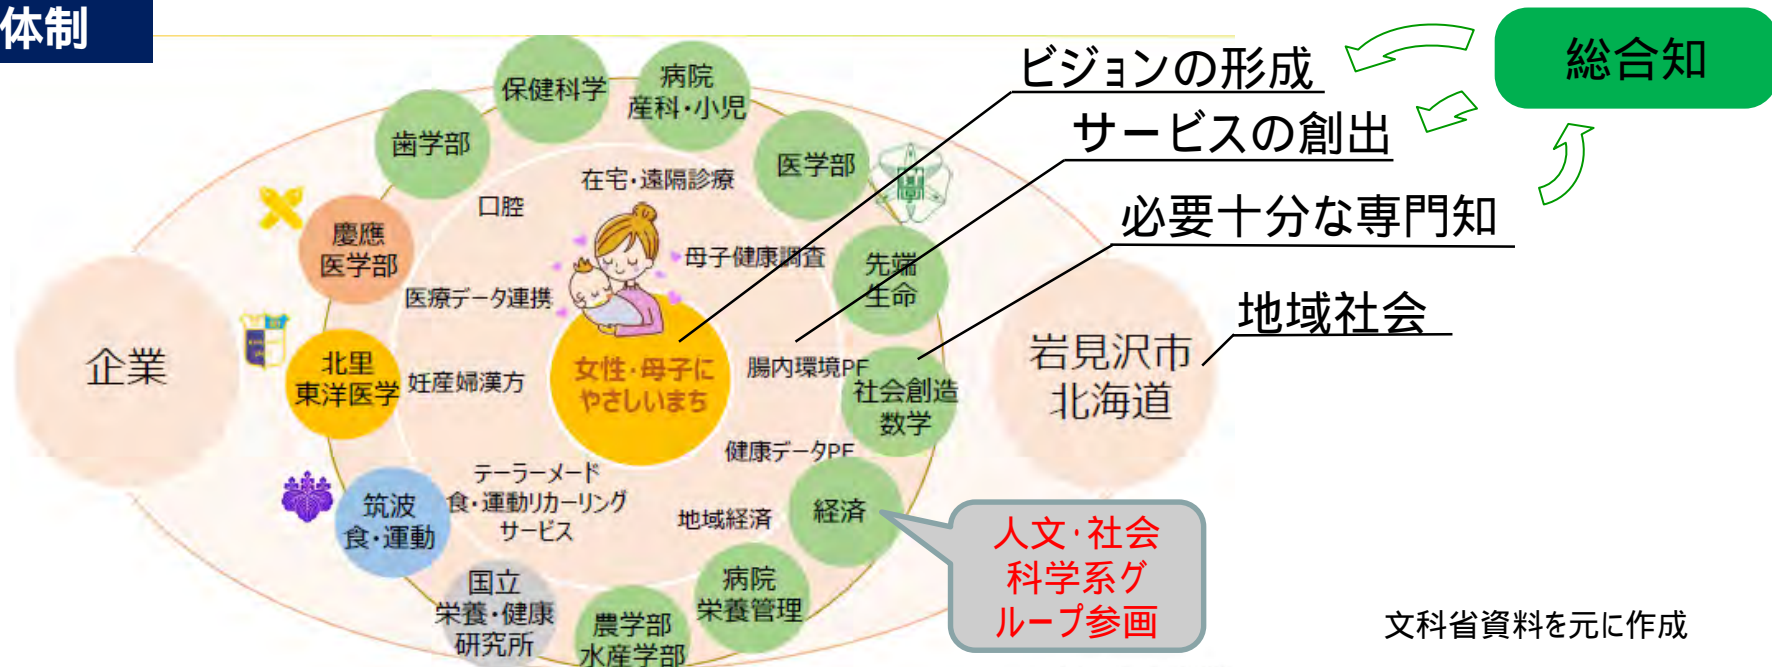 体制
総合知
ビジョンの形成
サービスの創出
必要十分な専門知
地域社会
保健科学
病院
産科・小児
歯学部
医学部
在宅・遠隔診療
口腔
慶應
医学部
母子健康調査
先端
生命
医療データ連携
企業
北里
東洋医学
妊産婦漢方
女性・母子に
やさしいまち
腸内環境PF
社会創造
数学
岩見沢市
北海道
健康データPF
テーラーメード
食・運動リカーリング
サービス
筑波
食・運動
地域経済
経済
人文・社会
科学系グ
ループ参画
国立
栄養・健康
研究所
病院
栄養管理
農学部
水産学部
文科省資料を元に作成